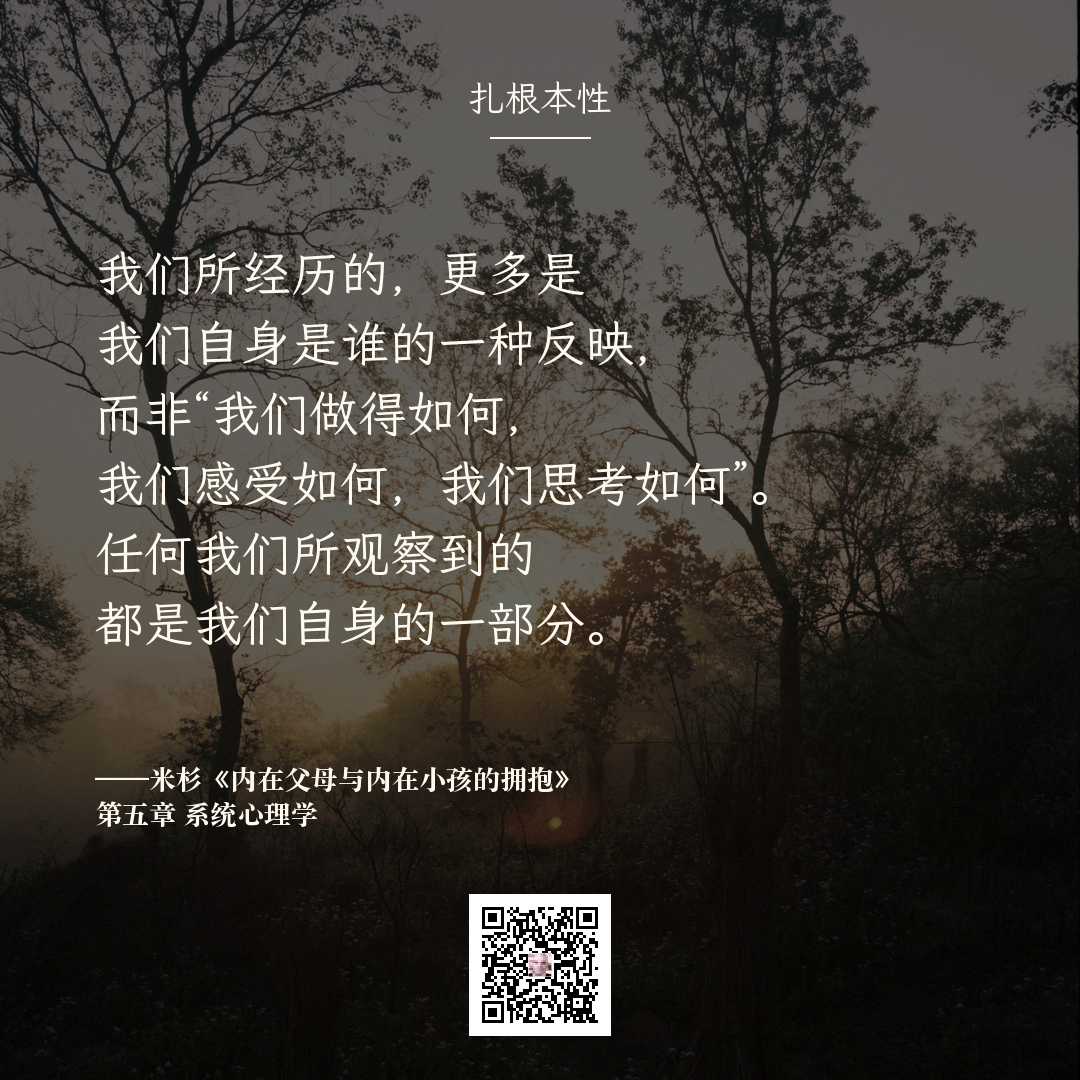 扎根本性
我们所经历的，更多是
我们自身是谁的一种反映，
而非“我们做得如何，
我们感受如何，我们思考如何”。
任何我们所观察到的
都是我们自身的一部分。
——米杉《内在父母与内在小孩的拥抱》
第五章 系统心理学